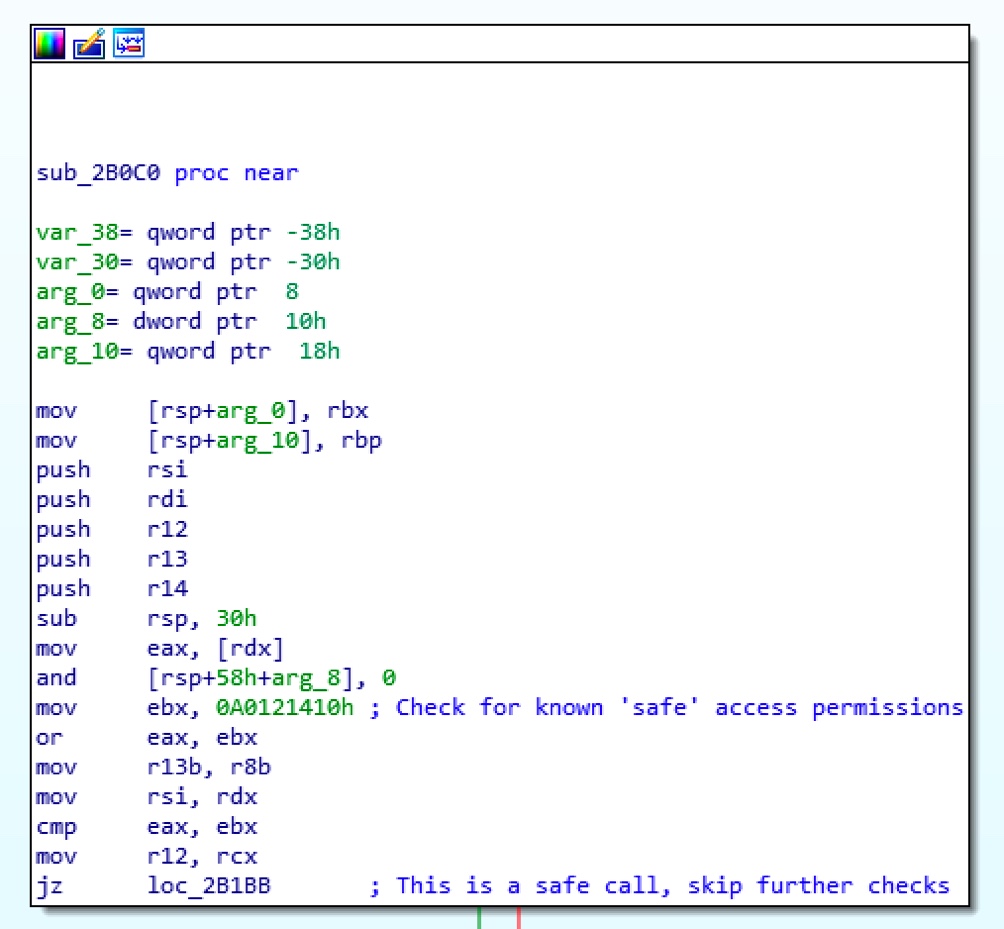 sub_2B0C0 proc near
var_38= qword ptr -38h
var_30= qword ptr -30h
arg_0= qword ptr  8
arg_8= dword ptr  10h
arg_10= qword ptr  18h
mov     [rsp+arg_0], rbx
mov     [rsp+arg_10], rbp
push    rsi
push    rdi
push    r12
push    r13
push    r14
sub     rsp, 30h
mov     eax, [rdx]
and     [rsp+58h+arg_8], 0
mov     ebx, 0A0121410h ; Check for known 'safe' access permissions
or      eax, ebx
mov     r13b, r8b
mov     rsi, rdx
cmp     eax, ebx
mov     r12, rcx
jz      loc_2B1BB       ; This is a safe call, skip further checks